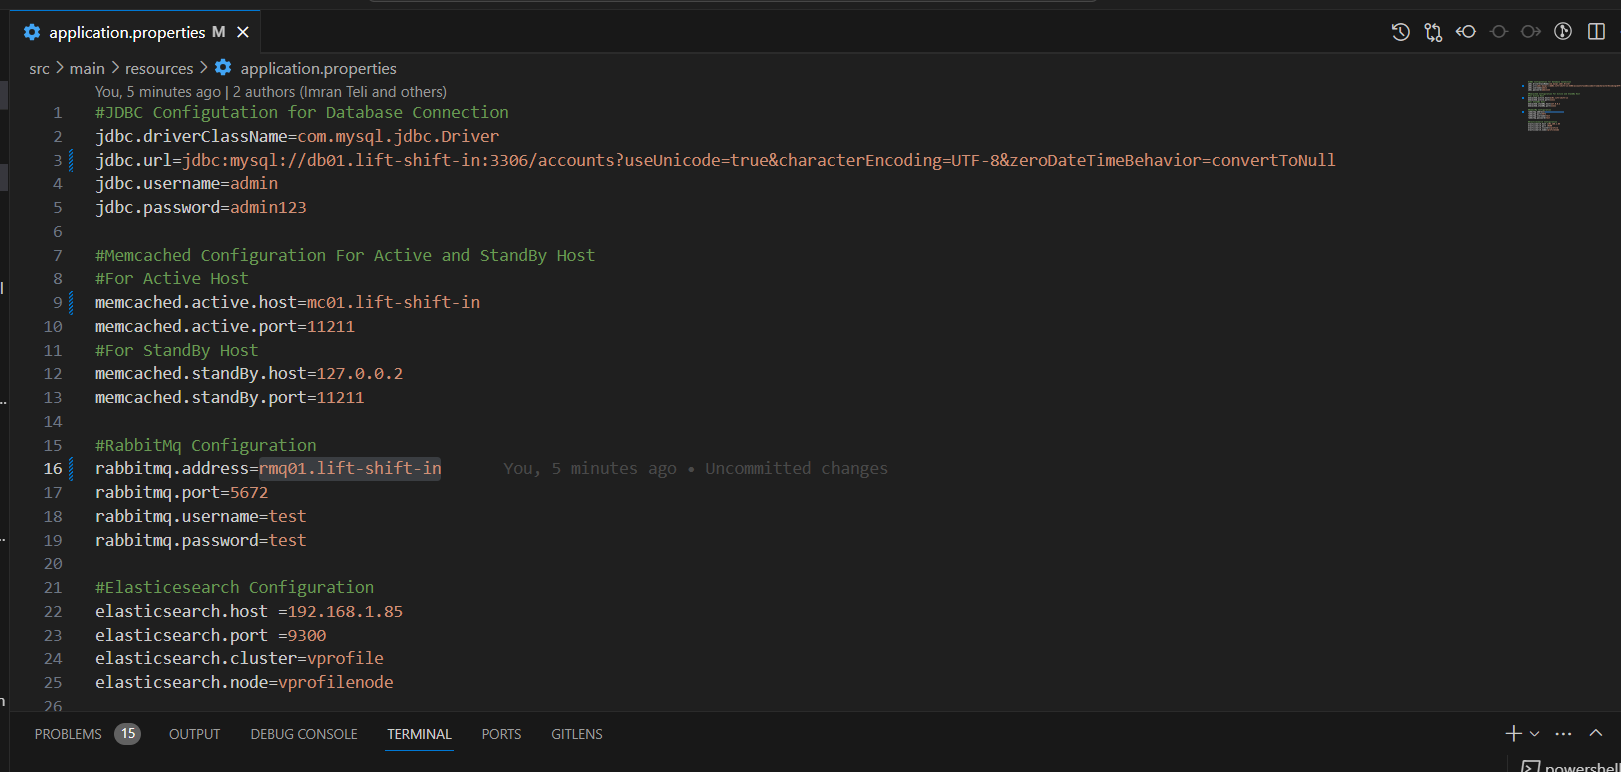 application.properties M
src > main > resources > application.properties
You, 5 minutes ago | 2 authors (Imran Teli and others)
1 #JDBC Configutation for Database Connection
2 jdbc.driverClassName=com.mysql.jdbc.Driver
3 jdbc.url=jdbc:mysql://db01.lift-shift-in:3306/accounts?useUnicode=true&characterEncoding=UTF-8&zeroDateTimeBehavior=convertToNull
4 jdbc.username=admin
5 jdbc.password=admin123
6
7 #Memcached Configuration For Active and StandBy Host
8 #For Active Host
9 memcached.active.host=mc01.lift-shift-in
10 memcached.active.port=11211
11 #For StandBy Host
12 memcached.standBy.host=127.0.0.2
13 memcached.standBy.port=11211
14
15 #RabbitMq Configuration
16 rabbitmq.address=rmq01.lift-shift-in You, 5 minutes ago • Uncommitted changes
17 rabbitmq.port=5672
18 rabbitmq.username=test
19 rabbitmq.password=test
20
21 #Elasticesearch Configuration
22 elasticsearch.host =192.168.1.85
23 elasticsearch.port =9300
24 elasticsearch.cluster=vprofile
25 elasticsearch.node=vprofilenode
26
PROBLEMS 15 OUTPUT DEBUG CONSOLE TERMINAL PORTS GITLENS
powershell